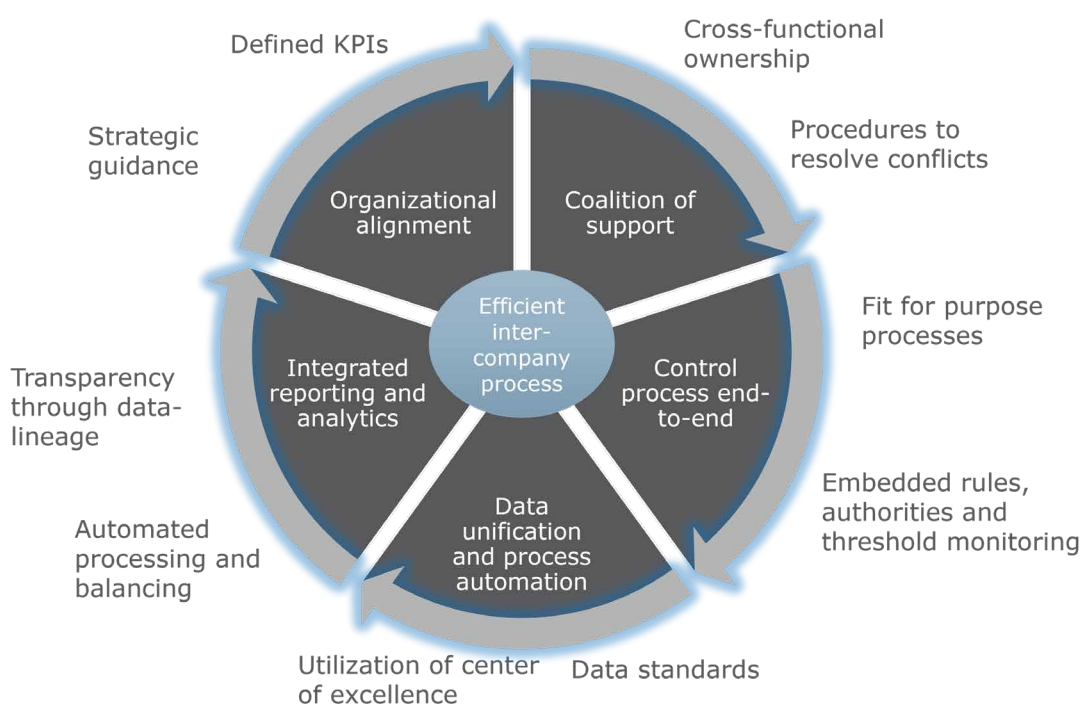 Defined KPIs
Cross-functional
ownership
Strategic
guidance
Procedures to
resolve conflicts
Organizational
alignment
Coalition of
support
Efficient
inter-
company
process
Fit for purpose
processes
Integrated
reporting and
analytics
Control
process end-
to-end
Transparency
through data-
lineage
Embedded rules,
authorities and
threshold monitoring
Data
unification
and process
automation
Automated
processing and
balancing
Utilization of center
of excellence
Data standards